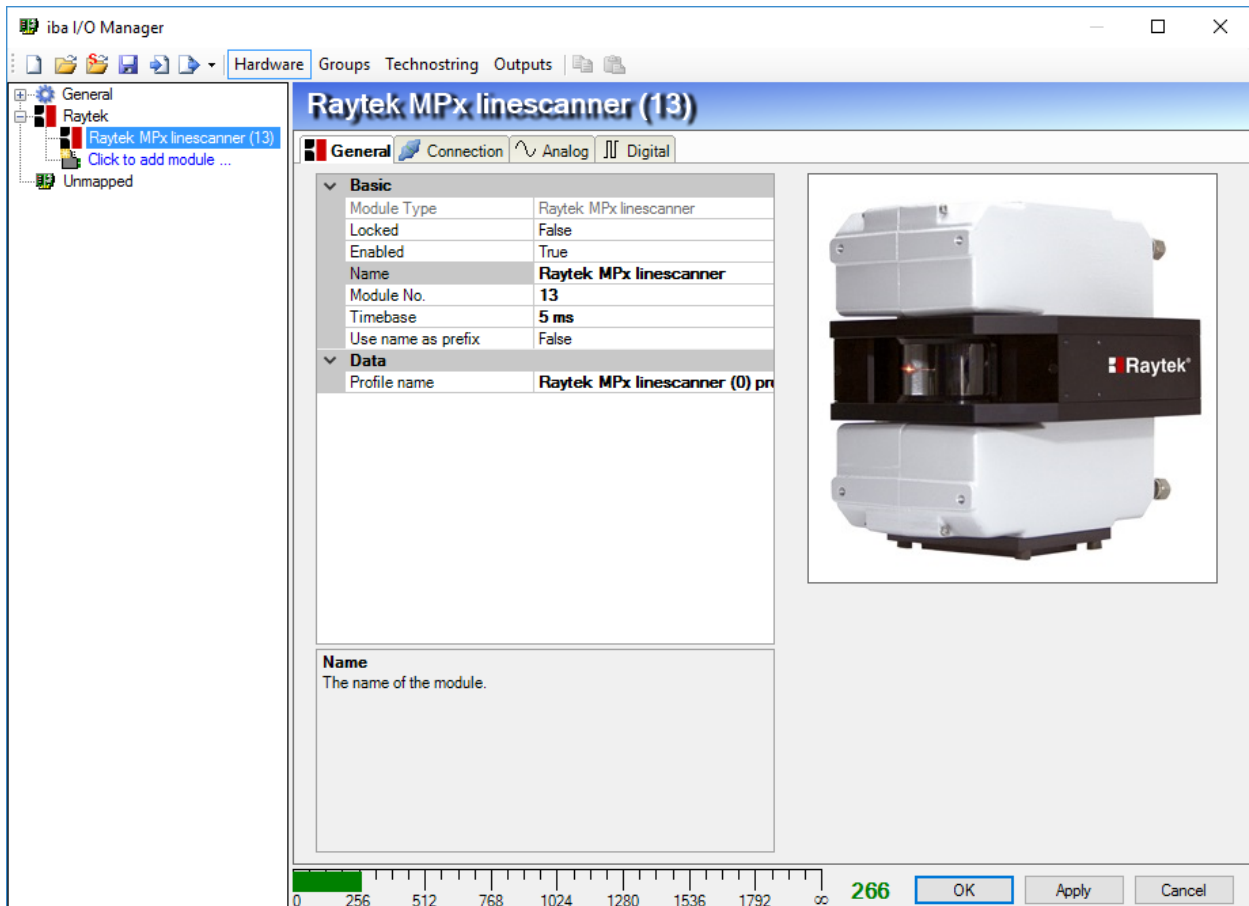 iba I/O Manager
Hardware Groups Technostring Outputs
General
Raytek
Raytek MPx linescanner (13)
Click to add module ...
Unmapped
Raytek MPx linescanner (13)
General Connection Analog Digital
Basic
Module Type Raytek MPx linescanner
Locked False
Enabled True
Name Raytek MPx linescanner
Module No. 13
Timebase 5 ms
Use name as prefix False
Data
Profile name Raytek MPx linescanner (0) pr
Raytek®
Name
The name of the module.
0 256 512 768 1024 1280 1536 1792 ∞
266 OK Apply Cancel